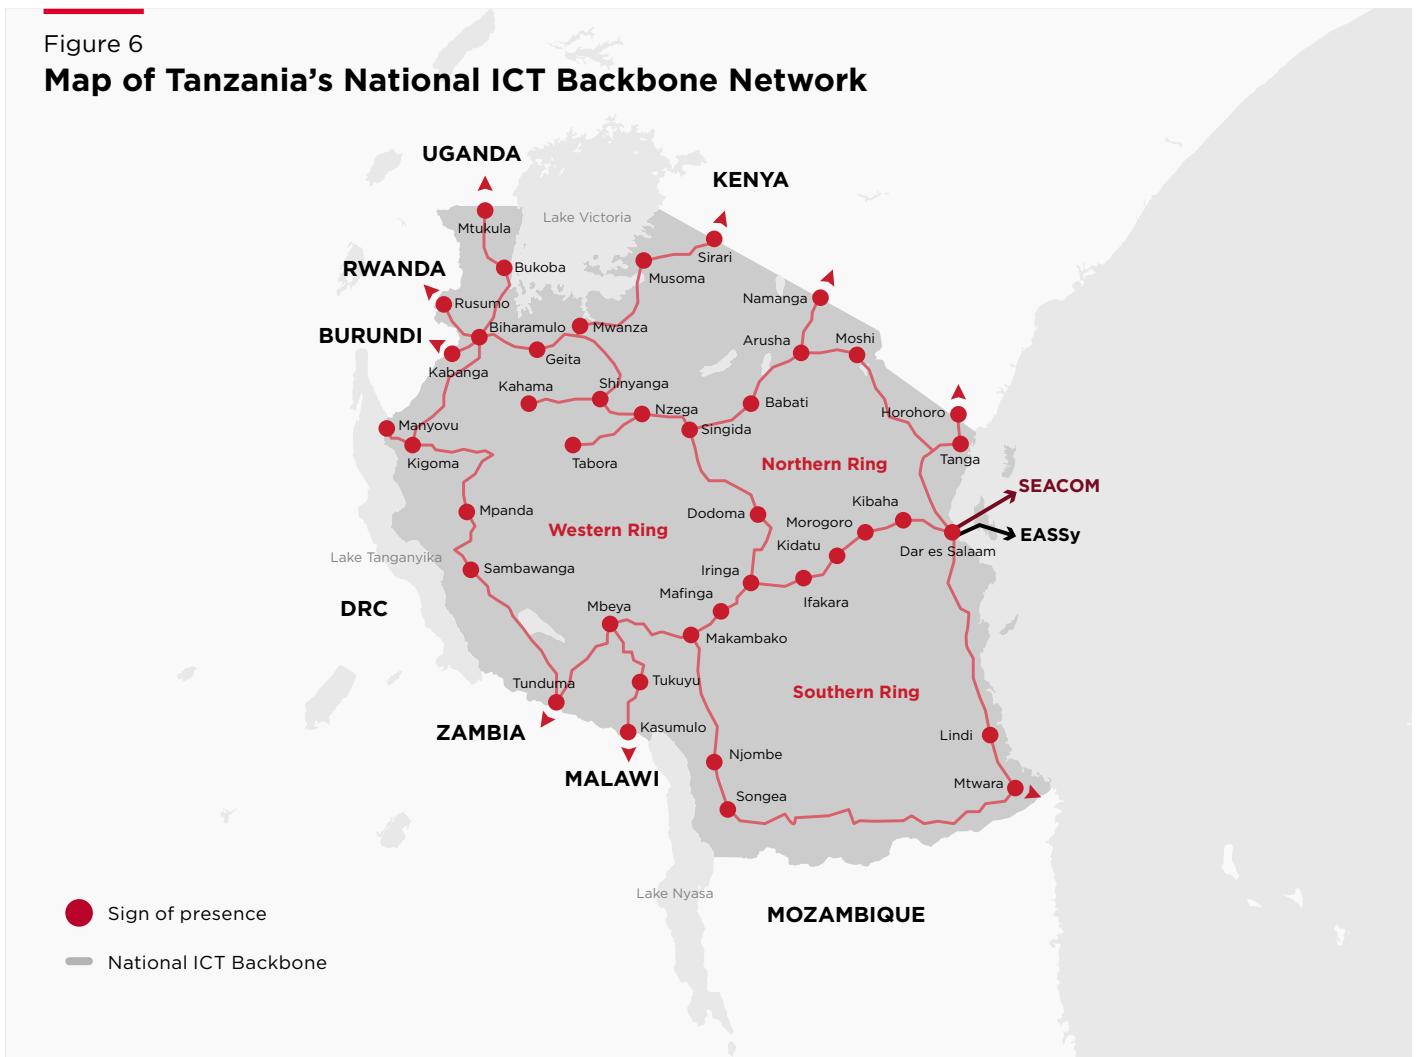 Figure 6
Map of Tanzania's National ICT Backbone Network
UGANDA
KENYA
Lake Victoria
Mtukula
Sirari
Bukoba
RWANDA
Musoma
Namanga
Rusumo
BURUNDI
Biharamulo
Mwanza
Arusha
Moshi
Geita
Kabanga
Shinyanga
Kahama
Babati
Nzega
Horohoro
Manyovu
Singida
Kigoma
Tabora
Northern Ring
Tanga
SEACOM
Kibaha
Mpanda
Dodoma
Morogoro
Western Ring
EASSy
Kidatu
Dar es Salaam
Lake Tanganyika
Sambawanga
Iringa
Mafinga
Ifakara
DRC
Mbeya
Makambako
Tunduma
Tukuyu
Southern Ring
ZAMBIA
Kasumulo
Lindi
Njombe
MALAWI
Mtwara
Songea
Lake Nyasa
Sign of presence
MOZAMBIQUE
National ICT Backbone